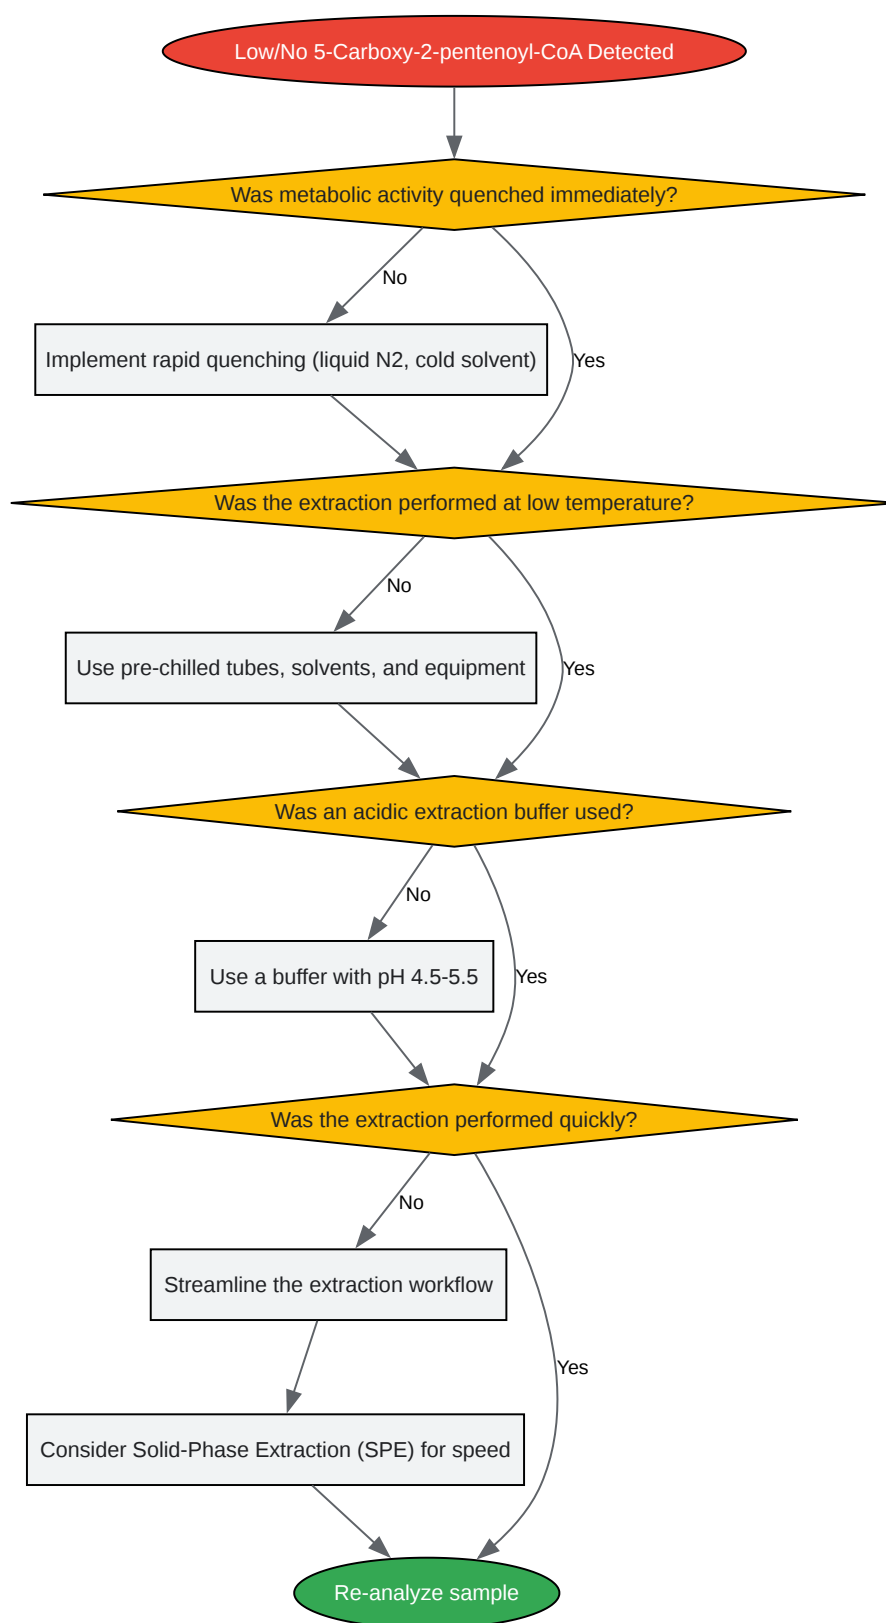 Low/No 5-Carboxy-2-pentenoyl-CoA Detected
Was metabolic activity quenched immediately?
No
Implement rapid quenching (liquid N2, cold solvent)
Yes
Was the extraction performed at low temperature?
No
Use pre-chilled tubes, solvents, and equipment
Yes
Was an acidic extraction buffer used?
No
Use a buffer with pH 4.5-5.5
Yes
Was the extraction performed quickly?
No
Streamline the extraction workflow
Yes
Consider Solid-Phase Extraction (SPE) for speed
Re-analyze sample